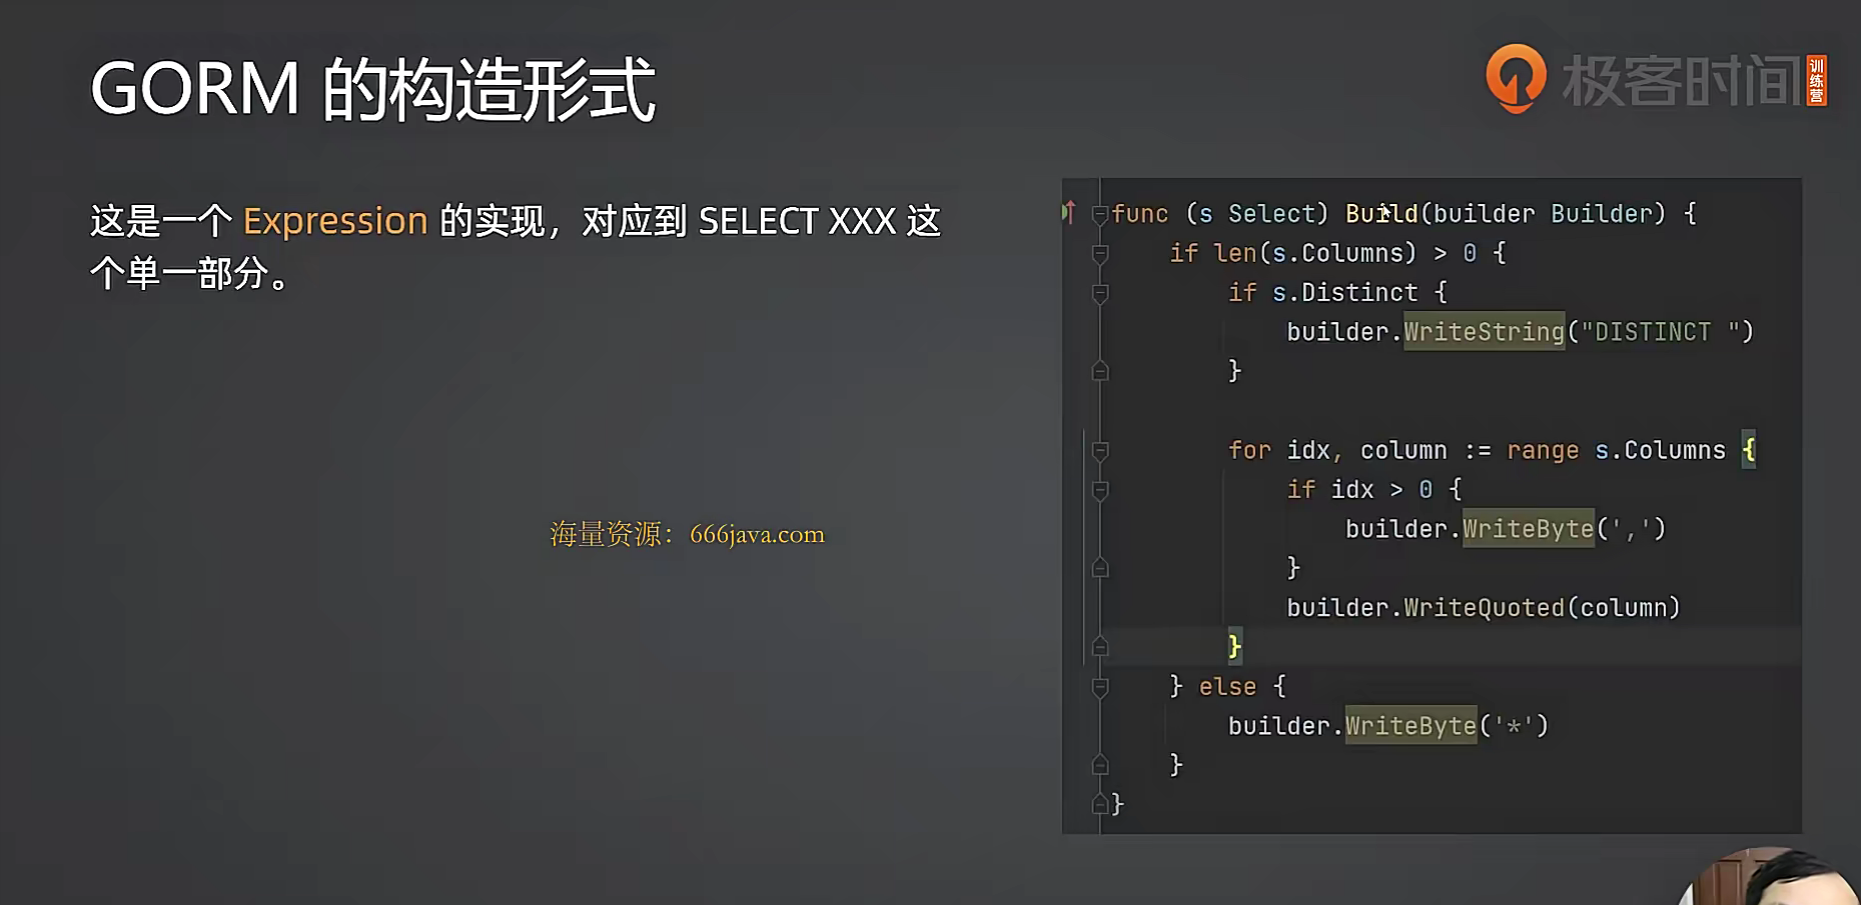 GORM 的构造形式
极客时间
训练营
这是一个 Expression 的实现，对应到 SELECT XXX 这
个单一部分。
海量资源：666java.com
func (s Select) Build(builder Builder) {
    if len(s.Columns) > 0 {
        if s.Distinct {
            builder.WriteString("DISTINCT ")
        }

        for idx, column := range s.Columns {
            if idx > 0 {
                builder.WriteByte(',')
            }
            builder.WriteQuoted(column)
        }
    } else {
        builder.WriteByte('*')
    }
}